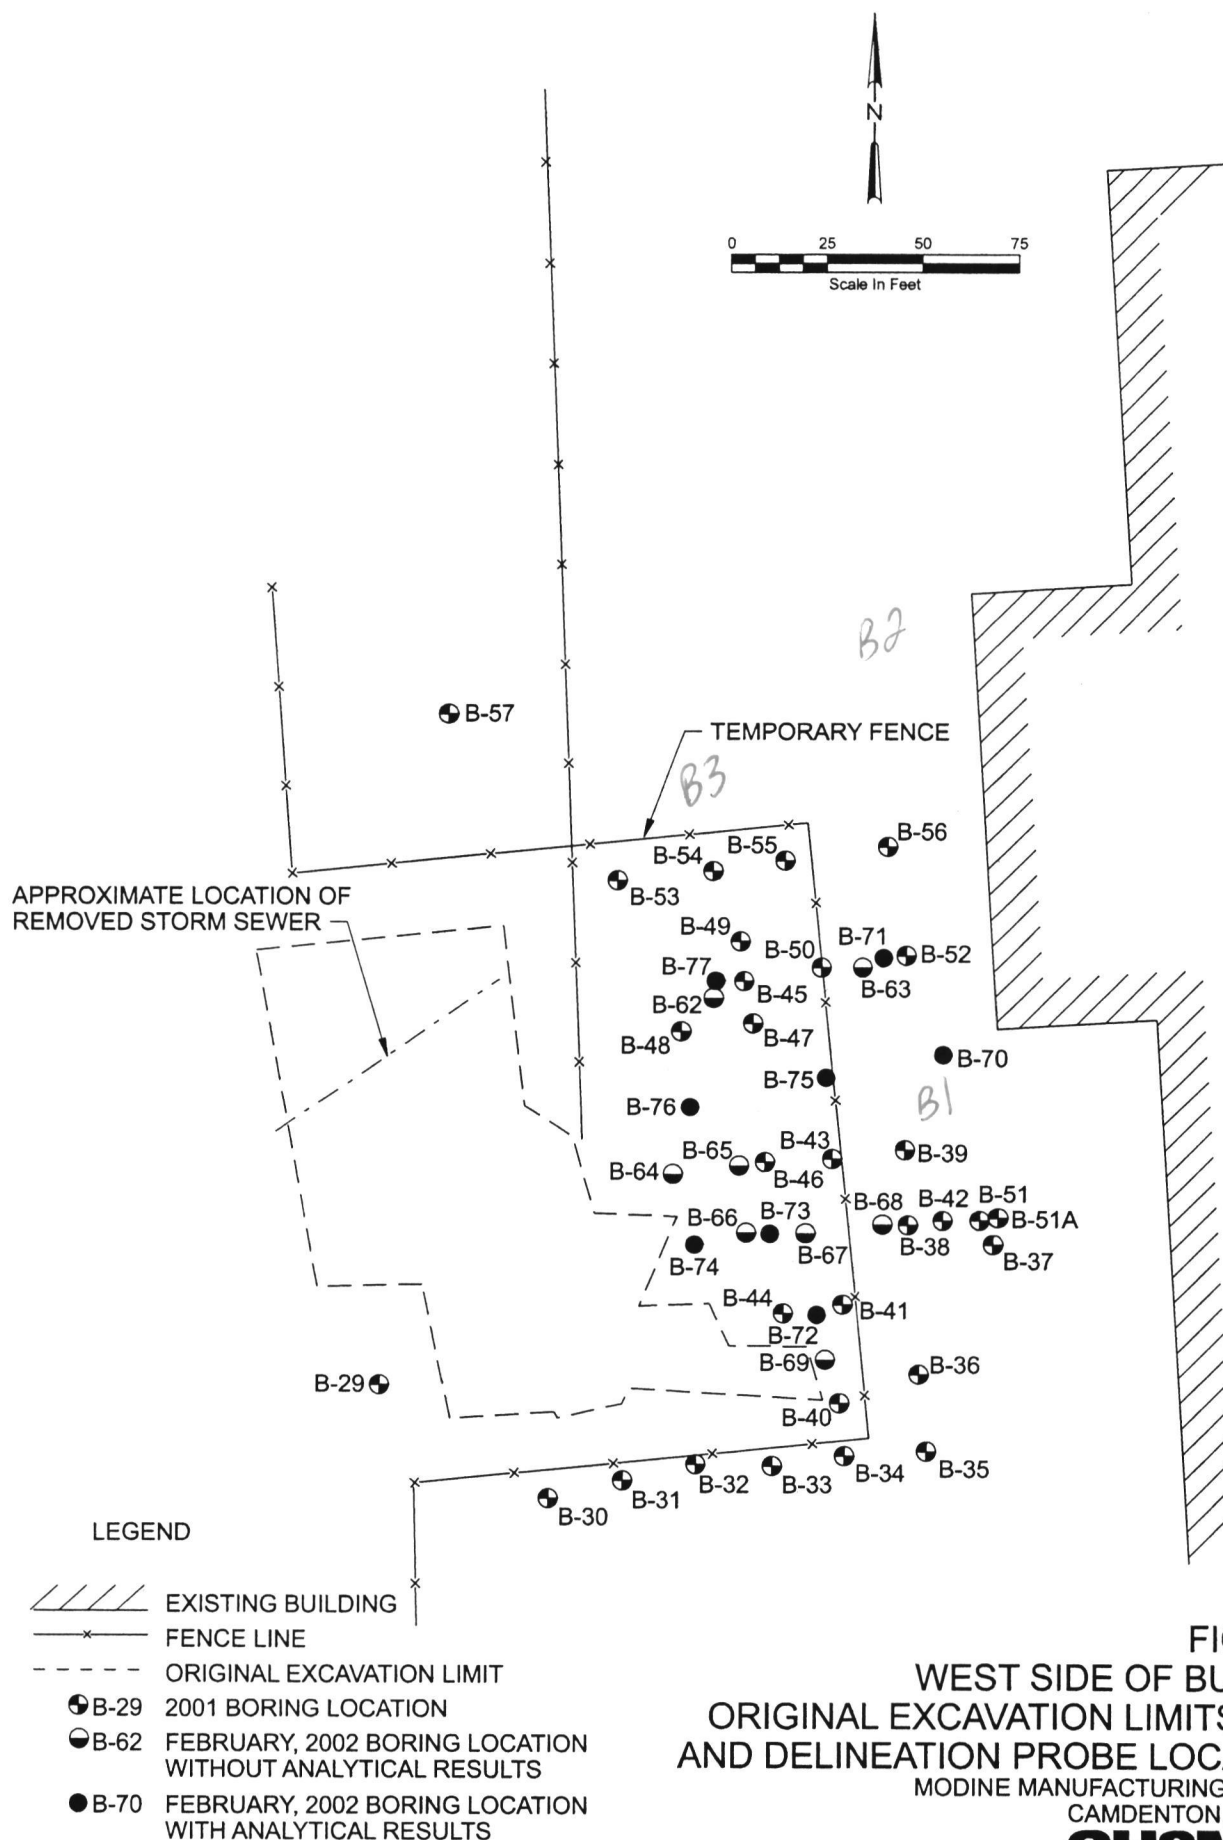 N
0 25 50 75
Scale In Feet
B2
B-57
TEMPORARY FENCE
B3
B-56
B-55
B-54
B-53
APPROXIMATE LOCATION OF
REMOVED STORM SEWER
B-49
B-50
B-71
B-52
B-77
B-45
B-63
B-62
B-48
B-47
B-70
B-75
B-76
B1
B-43
B-65
B-39
B-64
B-46
B-68
B-42
B-51
B-51A
B-66
B-73
B-38
B-67
B-37
B-74
B-44
B-41
B-72
B-69
B-36
B-29
B-40
B-35
B-34
B-33
B-32
B-31
B-30
LEGEND
EXISTING BUILDING
FENCE LINE
ORIGINAL EXCAVATION LIMIT
B-29 2001 BORING LOCATION
B-62 FEBRUARY, 2002 BORING LOCATION
WITHOUT ANALYTICAL RESULTS
B-70 FEBRUARY, 2002 BORING LOCATION
WITH ANALYTICAL RESULTS
WEST SIDE OF BU
ORIGINAL EXCAVATION LIMITS
AND DELINEATION PROBE LOCA
MODINE MANUFACTURING
CAMDENTON